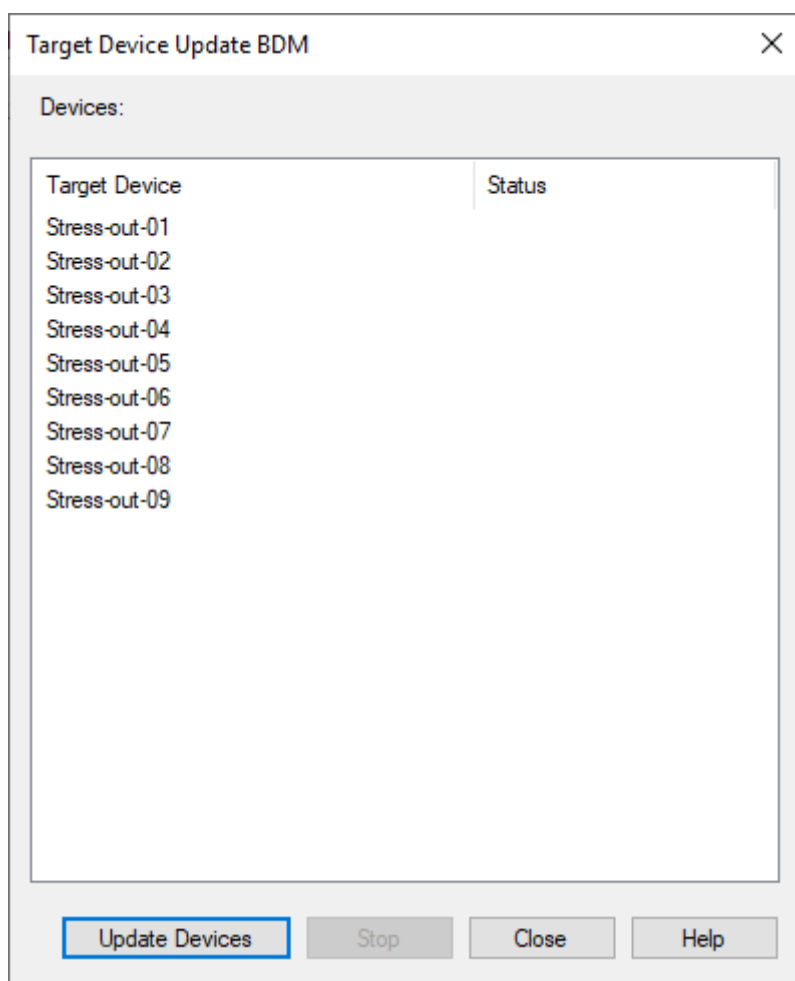 Target Device Update BDM
Devices:
Target Device Status
Stress-out-01
Stress-out-02
Stress-out-03
Stress-out-04
Stress-out-05
Stress-out-06
Stress-out-07
Stress-out-08
Stress-out-09
Update Devices Stop Close Help